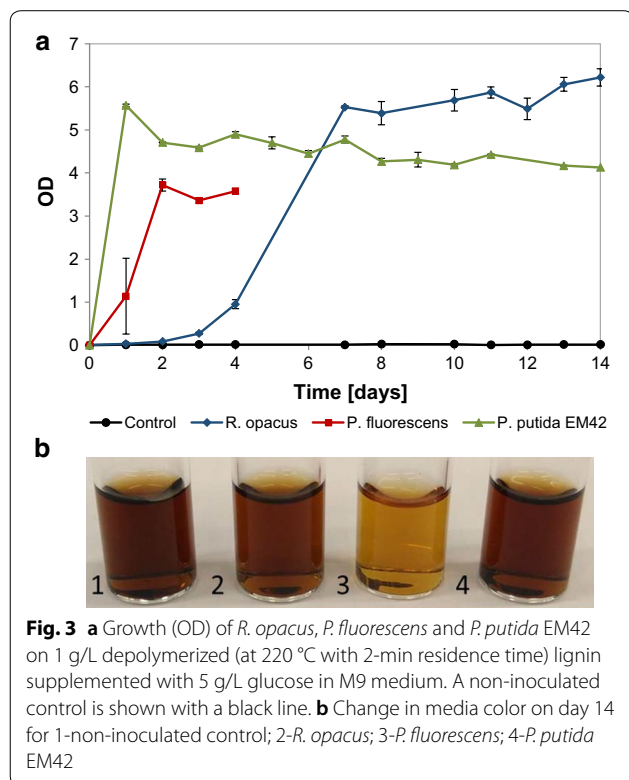 a
7
6
5
4
3
2
1
0
OD
0 2 4 6 8 10 12 14
Time [days]
Control R. opacus P. fluorescens P. putida EM42
b
1 2 3 4
Fig. 3 a Growth (OD) of R. opacus, P. fluorescens and P. putida EM42
on 1 g/L depolymerized (at 220 °C with 2-min residence time) lignin
supplemented with 5 g/L glucose in M9 medium. A non-inoculated
control is shown with a black line. b Change in media color on day 14
for 1-non-inoculated control; 2-R. opacus; 3-P. fluorescens; 4-P. putida
EM42